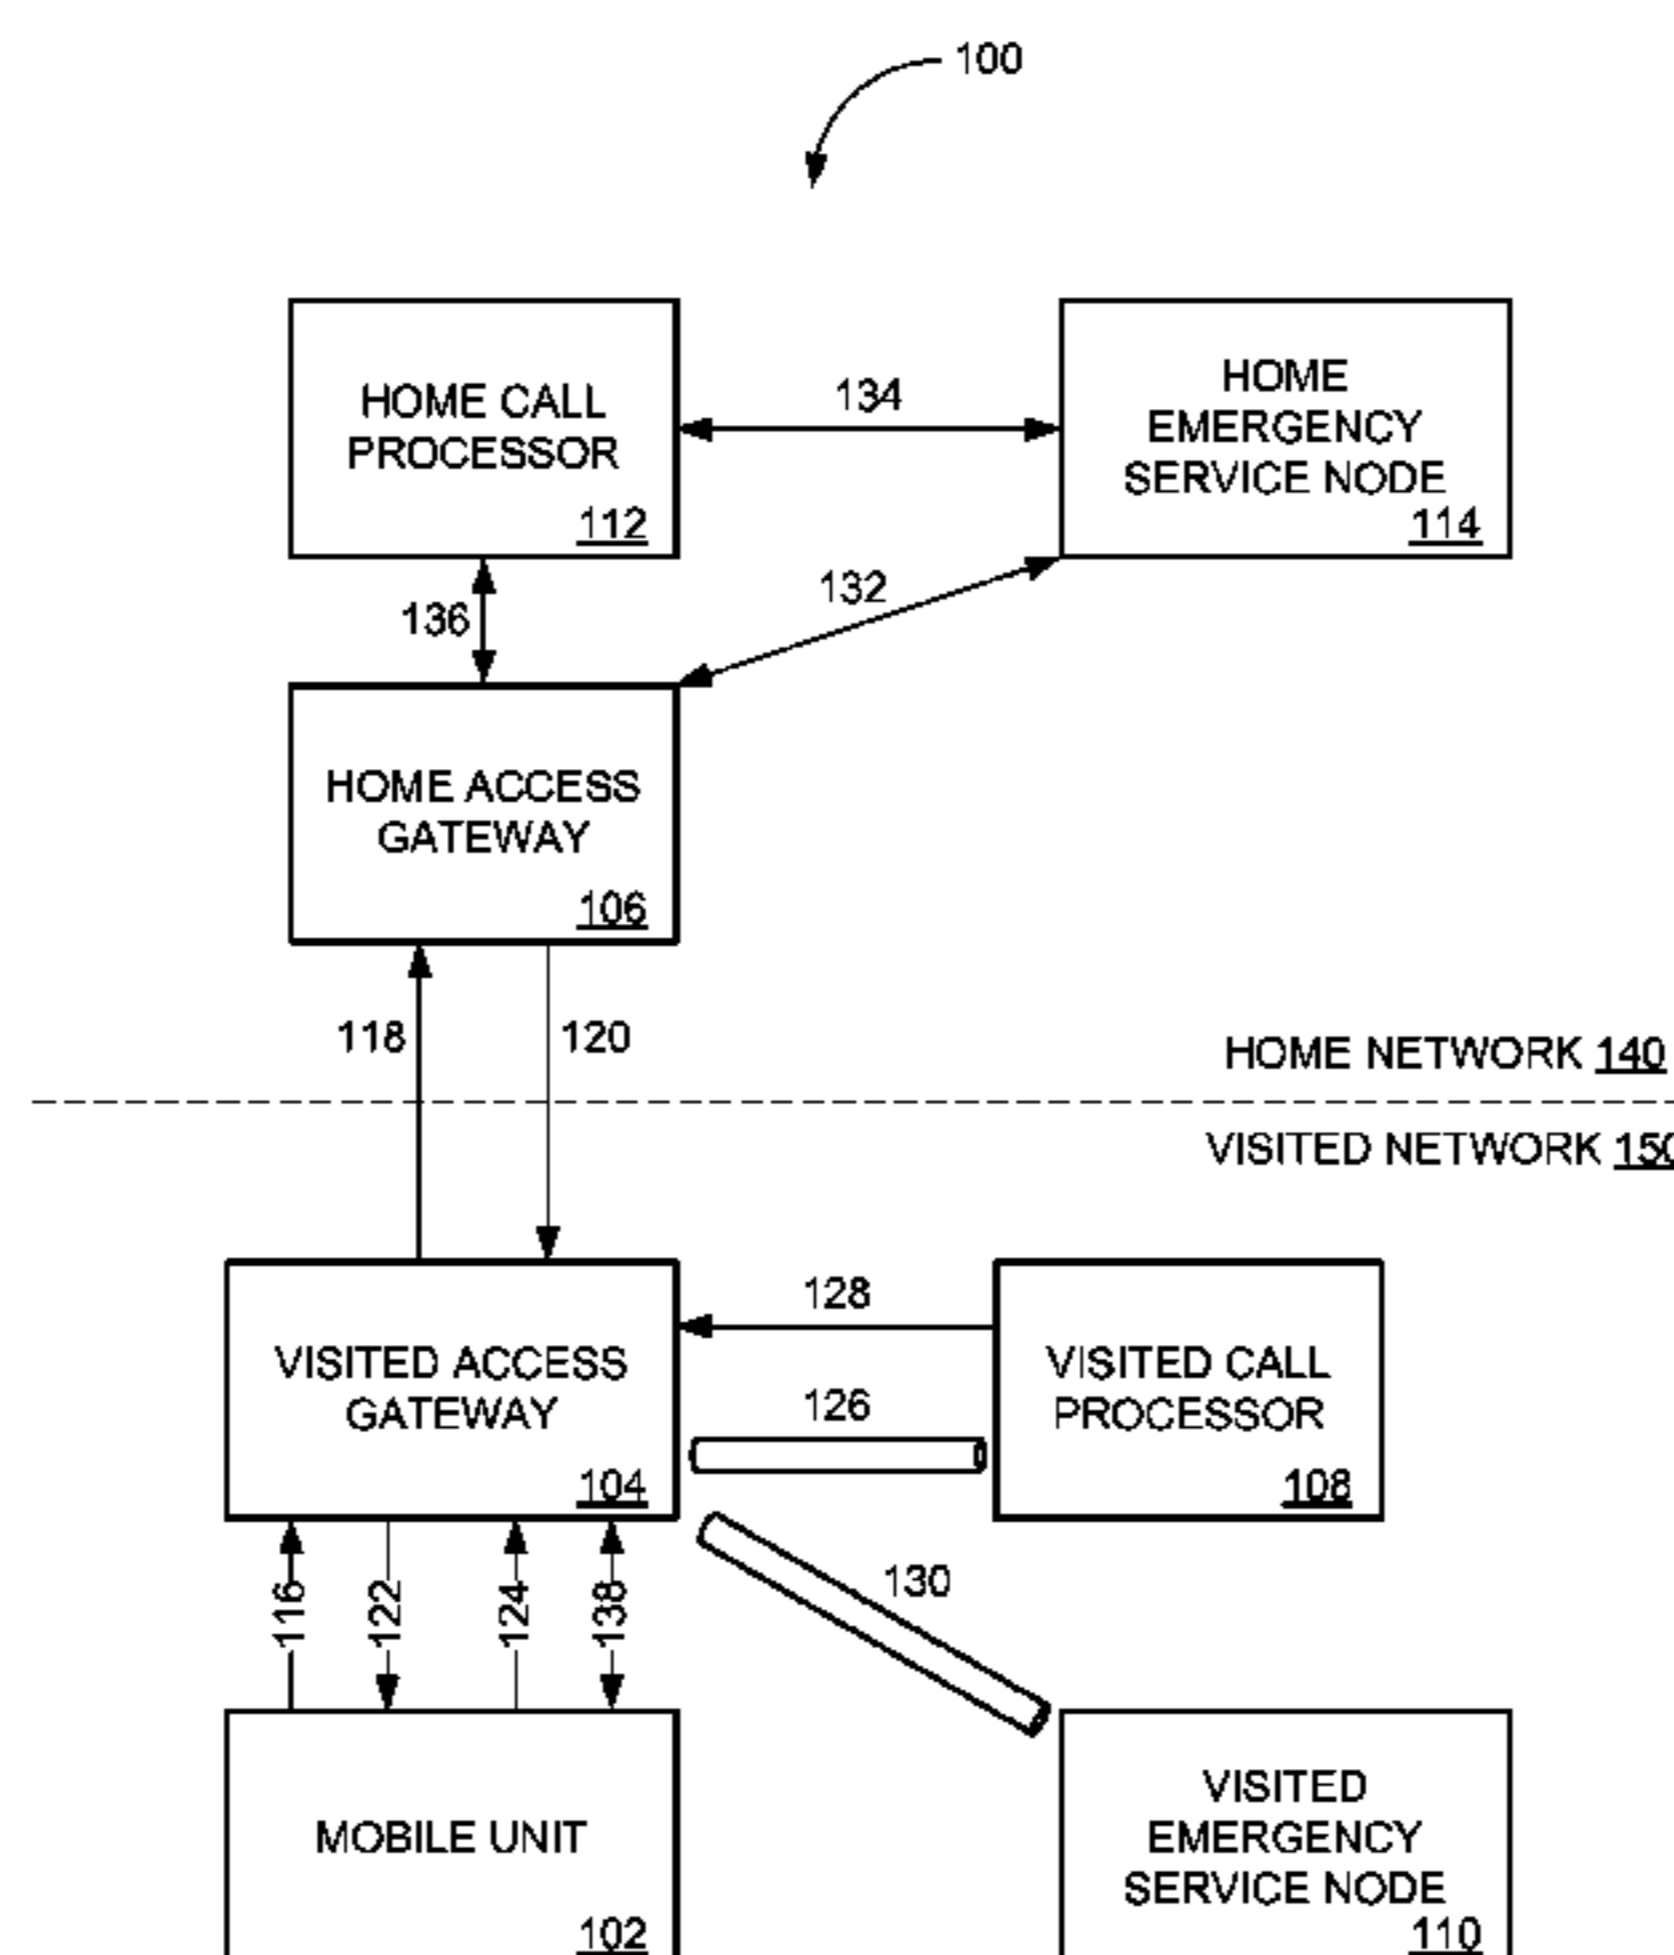 100
HOME CALL
PROCESSOR
112
134
HOME
EMERGENCY
SERVICE NODE
114
136
132
HOME ACCESS
GATEWAY
106
118
120
HOME NETWORK 140
VISITED NETWORK 150
VISITED ACCESS
GATEWAY
104
128
126
VISITED CALL
PROCESSOR
108
116
122
124
138
130
MOBILE UNIT
102
VISITED
EMERGENCY
SERVICE NODE
110